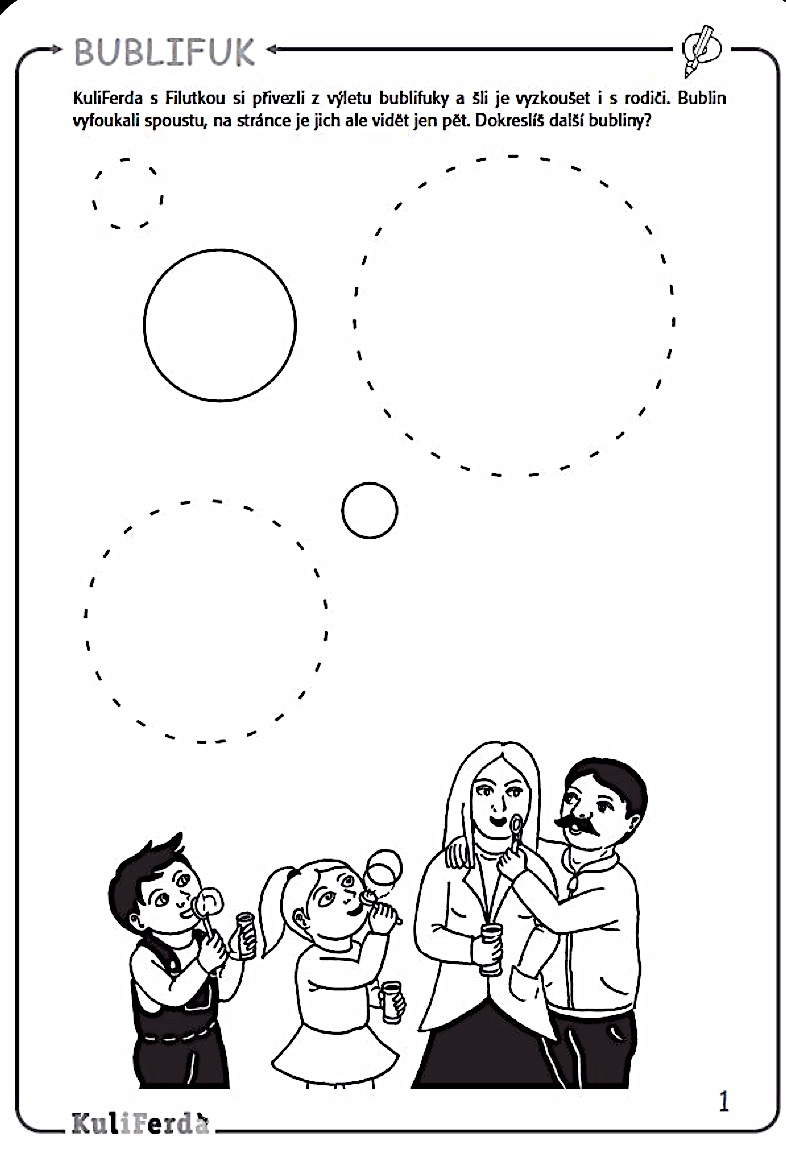 BUBLIFUK
KuliFerda s Filutkou si přivezli z výletu bublifuky a šli je vyzkoušet i s rodiči. Bublin
vyfoukali spoustu, na stránce je jich ale vidět jen pět. Dokreslíš další bubliny?
1
KuliFerda